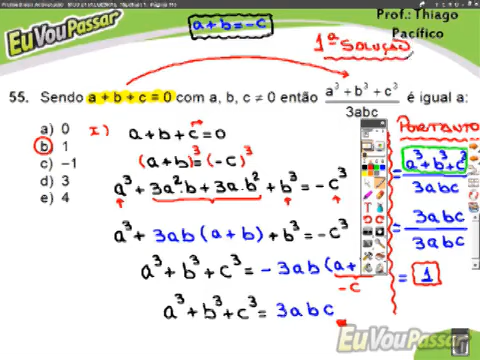 EuVouPassar
a + b = -c
Prof.: Thiago
Pacífico
1ª SOLUÇÃO
55. Sendo a + b + c = 0 com a, b, c ≠ 0 então (a³ + b³ + c³)/3abc é igual a:
a) 0
b) 1
c) –1
d) 3
e) 4
I) a + b + c = 0
(a + b)³ = (-c)³
a³ + 3a²b + 3ab² + b³ = -c³
a³ + 3ab(a+b) + b³ = -c³
a³ + b³ + c³ = -3ab(a+
-c
a³ + b³ + c³ = 3abc
PORTANTO
= (a³+b³+c³)/3abc
= 3abc/3abc
= 1
EuVouPassar